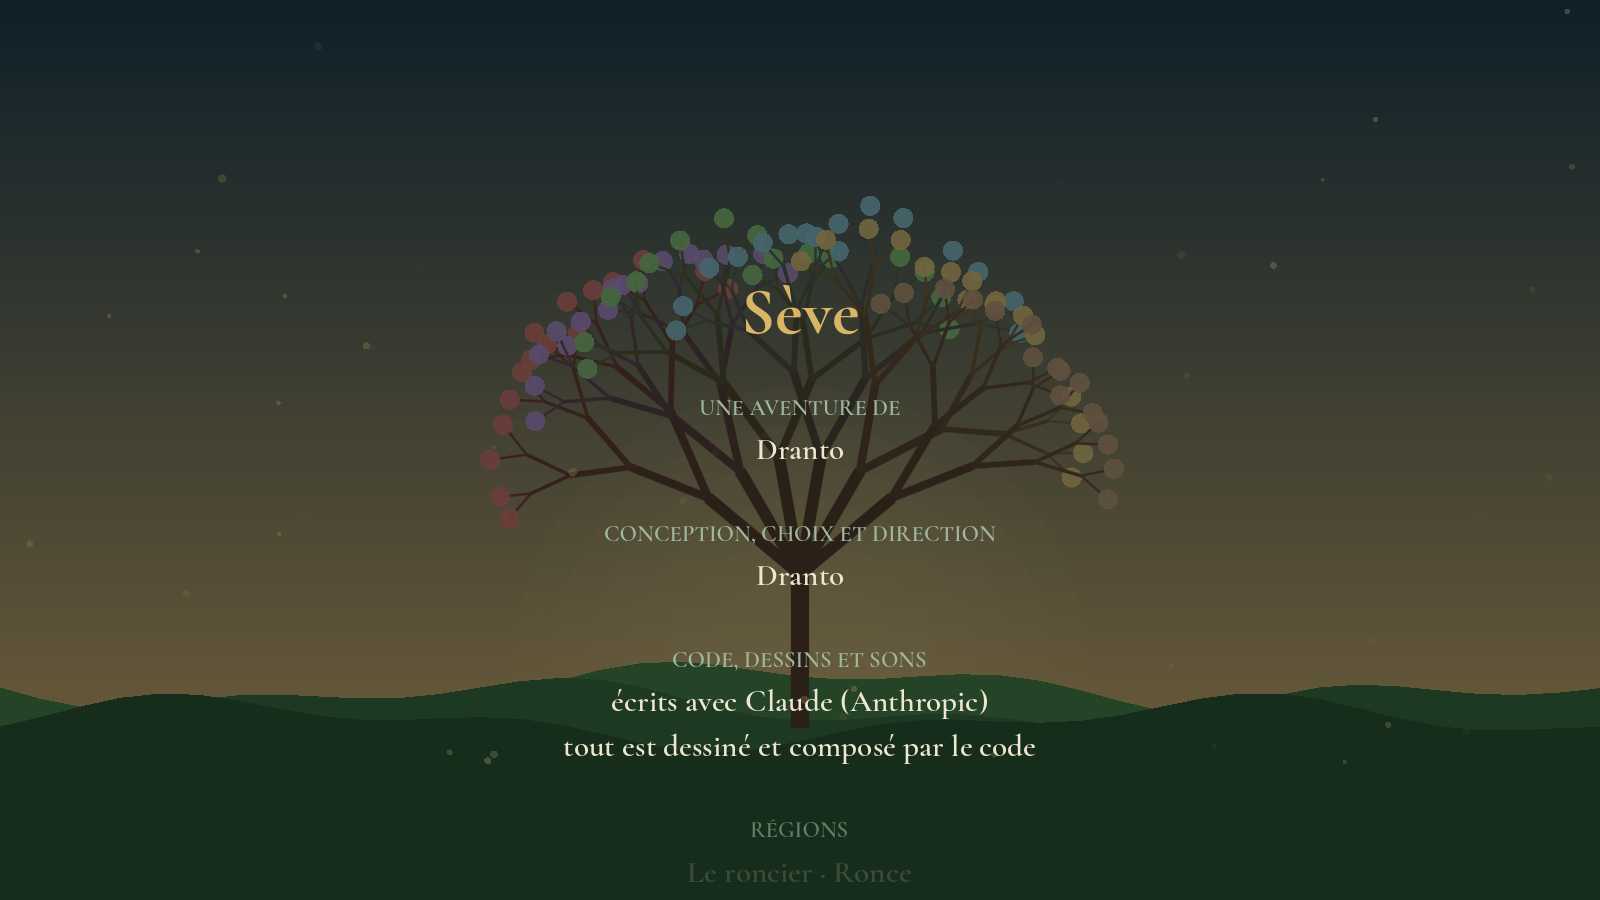 Sève
UNE AVENTURE DE
Dranto
CONCEPTION, CHOIX ET DIRECTION
Dranto
CODE, DESSINS ET SONS
écrits avec Claude (Anthropic)
tout est dessiné et composé par le code
RÉGIONS
Le roncier · Ronce